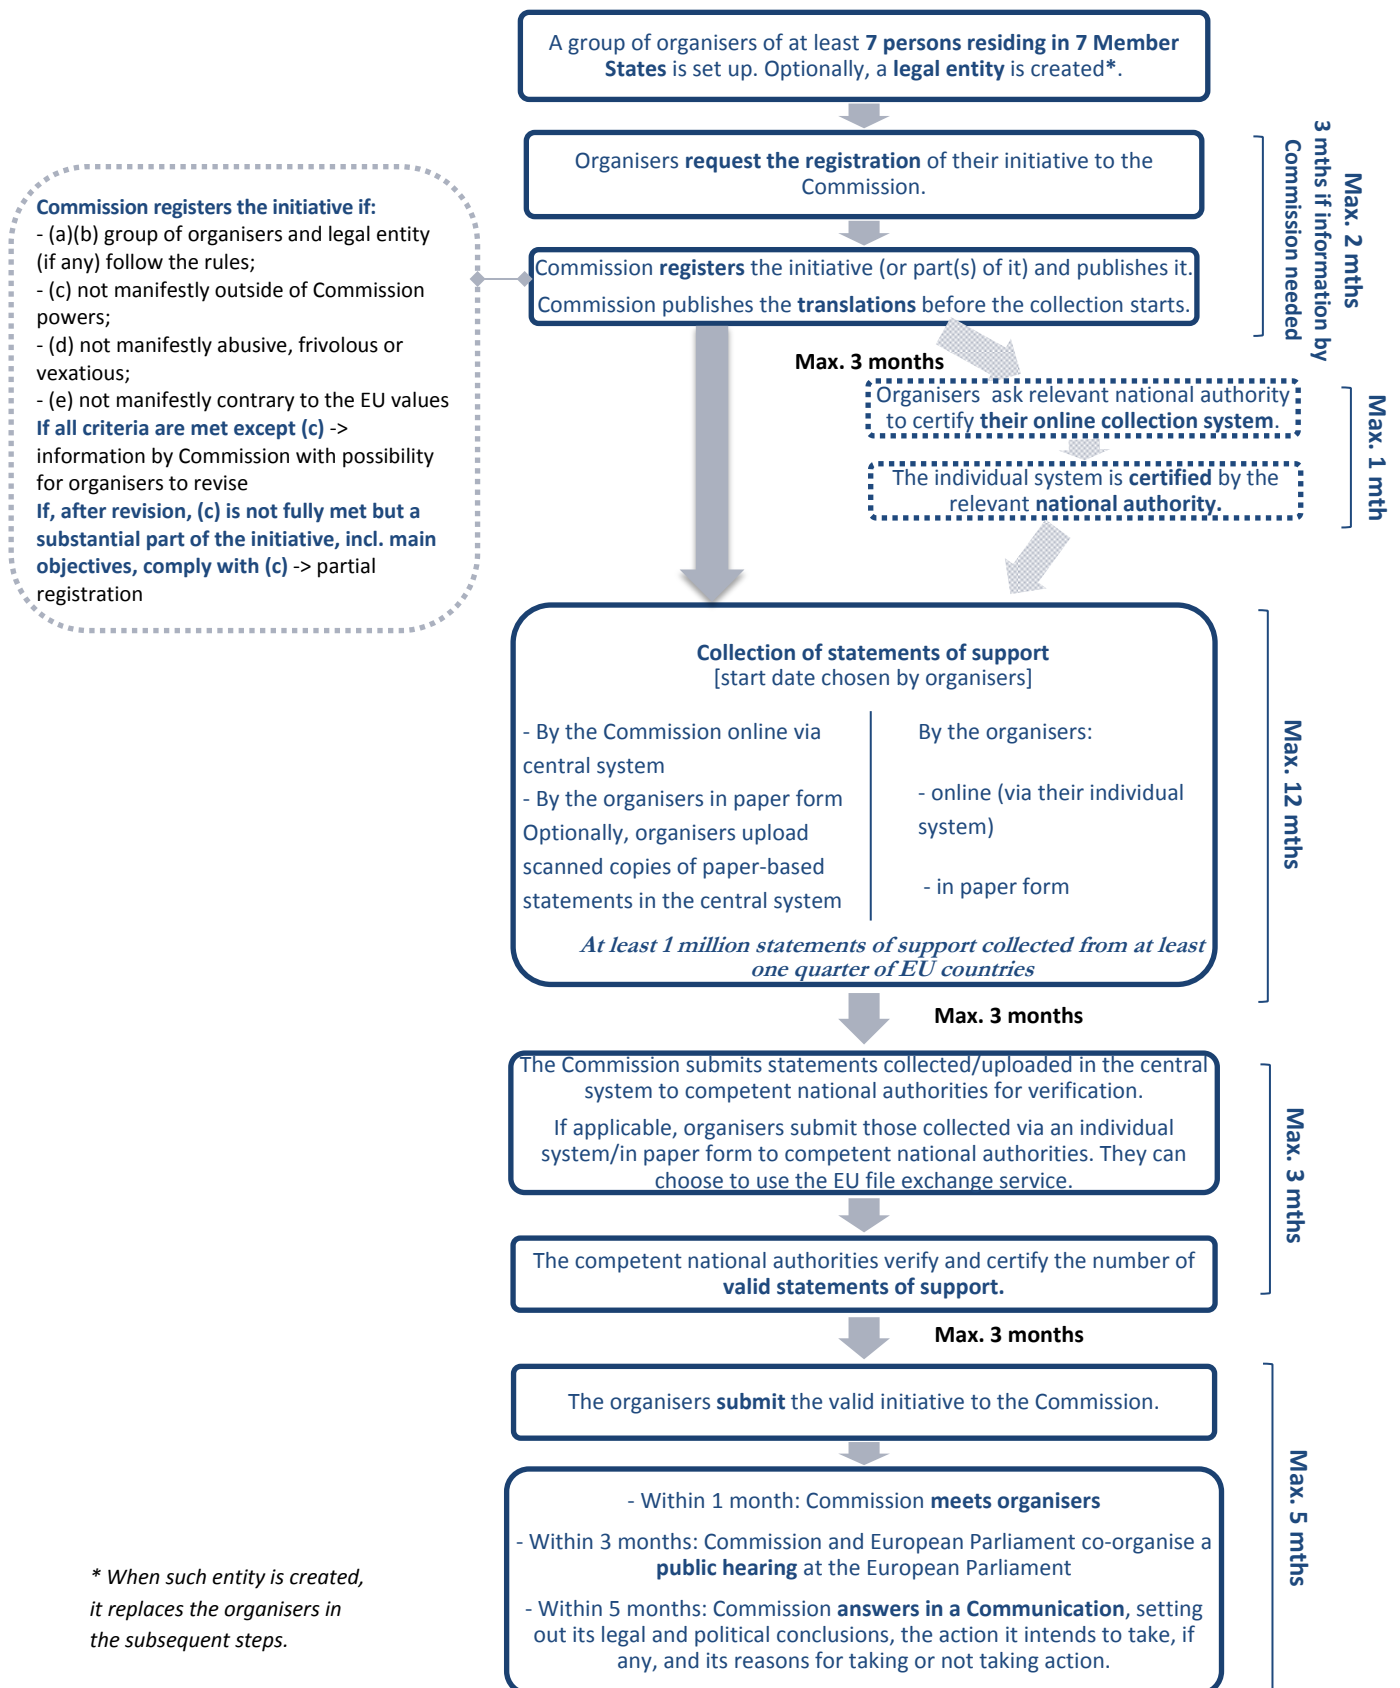 A group of organisers of at least 7 persons residing in 7 Member
States is set up. Optionally, a legal entity is created*.
Organisers request the registration of their initiative to the
Commission.
Max. 2 mths
3 mths if information by
Commission needed
Commission registers the initiative if:
- (a)(b) group of organisers and legal entity
(if any) follow the rules;
- (c) not manifestly outside of Commission
powers;
- (d) not manifestly abusive, frivolous or
vexatious;
- (e) not manifestly contrary to the EU values
If all criteria are met except (c) ->
information by Commission with possibility
for organisers to revise
If, after revision, (c) is not fully met but a
substantial part of the initiative, incl. main
objectives, comply with (c) -> partial
registration
Commission registers the initiative (or part(s) of it) and publishes it.
Commission publishes the translations before the collection starts.
Max. 3 months
Organisers ask relevant national authority
to certify their online collection system.
The individual system is certified by the
relevant national authority.
Max. 1 mth
Collection of statements of support
[start date chosen by organisers]
- By the Commission online via
central system
- By the organisers in paper form
Optionally, organisers upload
scanned copies of paper-based
statements in the central system
By the organisers:
- online (via their individual
system)
- in paper form
At least 1 million statements of support collected from at least
one quarter of EU countries
Max. 12 mths
Max. 3 months
The Commission submits statements collected/uploaded in the central
system to competent national authorities for verification.
If applicable, organisers submit those collected via an individual
system/in paper form to competent national authorities. They can
choose to use the EU file exchange service.
Max. 3 mths
The competent national authorities verify and certify the number of
valid statements of support.
Max. 3 months
The organisers submit the valid initiative to the Commission.
Max. 5 mths
- Within 1 month: Commission meets organisers
- Within 3 months: Commission and European Parliament co-organise a
public hearing at the European Parliament
- Within 5 months: Commission answers in a Communication, setting
out its legal and political conclusions, the action it intends to take, if
any, and its reasons for taking or not taking action.
* When such entity is created,
it replaces the organisers in
the subsequent steps.